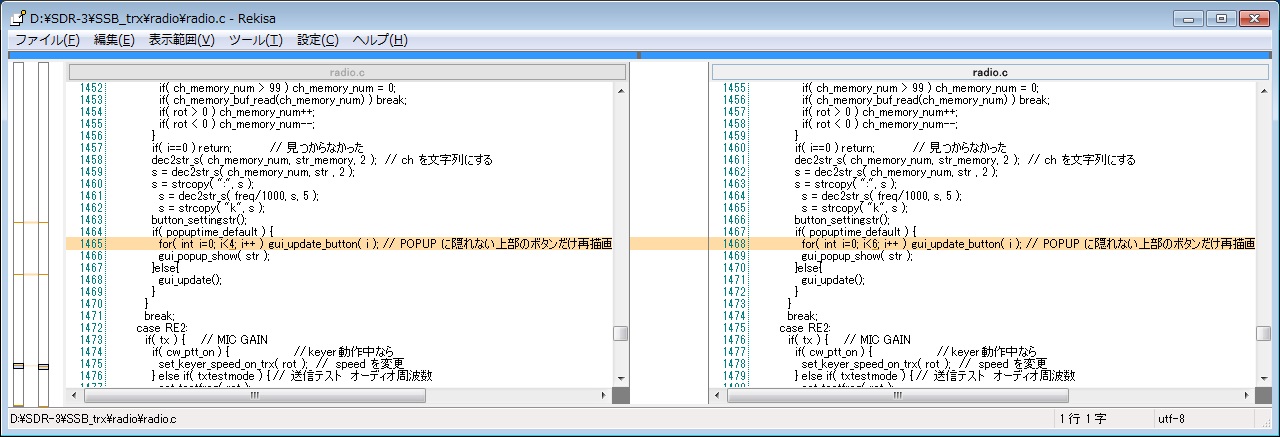 D:¥SDR-3¥SSB_trx¥radio¥radio.c - Rekisa
ファイル(F) 編集(E) 表示範囲(V) ツール(T) 設定(C) ヘルプ(H)
radio.c
1452 if( ch_memory_num > 99 ) ch_memory_num = 0;
1453 if( ch_memory_buf_read(ch_memory_num) ) break;
1454 if( rot > 0 ) ch_memory_num++;
1455 if( rot < 0 ) ch_memory_num--;
1456 }
1457 if( i==0 ) return; // 見つからなかった
1458 dec2str_s( ch_memory_num, str_memory, 2 ); // ch を文字列にする
1459 s = dec2str_s( ch_memory_num, str , 2 );
1460 s = strcopy( ":", s );
1461 s = dec2str_s( freq/1000, s, 5 );
1462 s = strcopy( "k", s );
1463 button_settingstr();
1464 if( popuptime_default ) {
1465 for( int i=0; i<4; i++ ) gui_update_button( i ); // POPUP に隠れない上部のボタンだけ再描画
1466 gui_popup_show( str );
1467 }else{
1468 gui_update();
1469 }
1470 }
1471 break;
1472 case RE2:
1473 if( tx ) { // MIC GAIN
1474 if( cw_ptt_on ) { //keyer動作中なら
1475 set_keyer_speed_on_trx( rot ); // speed を変更
1476 } else if( txtestmode ) { // 送信テスト オーディオ周波数
radio.c
1455 if( ch_memory_num > 99 ) ch_memory_num = 0;
1456 if( ch_memory_buf_read(ch_memory_num) ) break;
1457 if( rot > 0 ) ch_memory_num++;
1458 if( rot < 0 ) ch_memory_num--;
1459 }
1460 if( i==0 ) return; // 見つからなかった
1461 dec2str_s( ch_memory_num, str_memory, 2 ); // ch を文字列にする
1462 s = dec2str_s( ch_memory_num, str , 2 );
1463 s = strcopy( ":", s );
1464 s = dec2str_s( freq/1000, s, 5 );
1465 s = strcopy( "k", s );
1466 button_settingstr();
1467 if( popuptime_default ) {
1468 for( int i=0; i<6; i++ ) gui_update_button( i ); // POPUP に隠れない上部のボタンだけ再描画
1469 gui_popup_show( str );
1470 }else{
1471 gui_update();
1472 }
1473 }
1474 break;
1475 case RE2:
1476 if( tx ) { // MIC GAIN
1477 if( cw_ptt_on ) { //keyer動作中なら
1478 set_keyer_speed_on_trx( rot ); // speed を変更
1479 } else if( txtestmode ) { // 送信テスト オーディオ周波数
D:¥SDR-3¥SSB_trx¥radio¥radio.c 1行 1字 utf-8